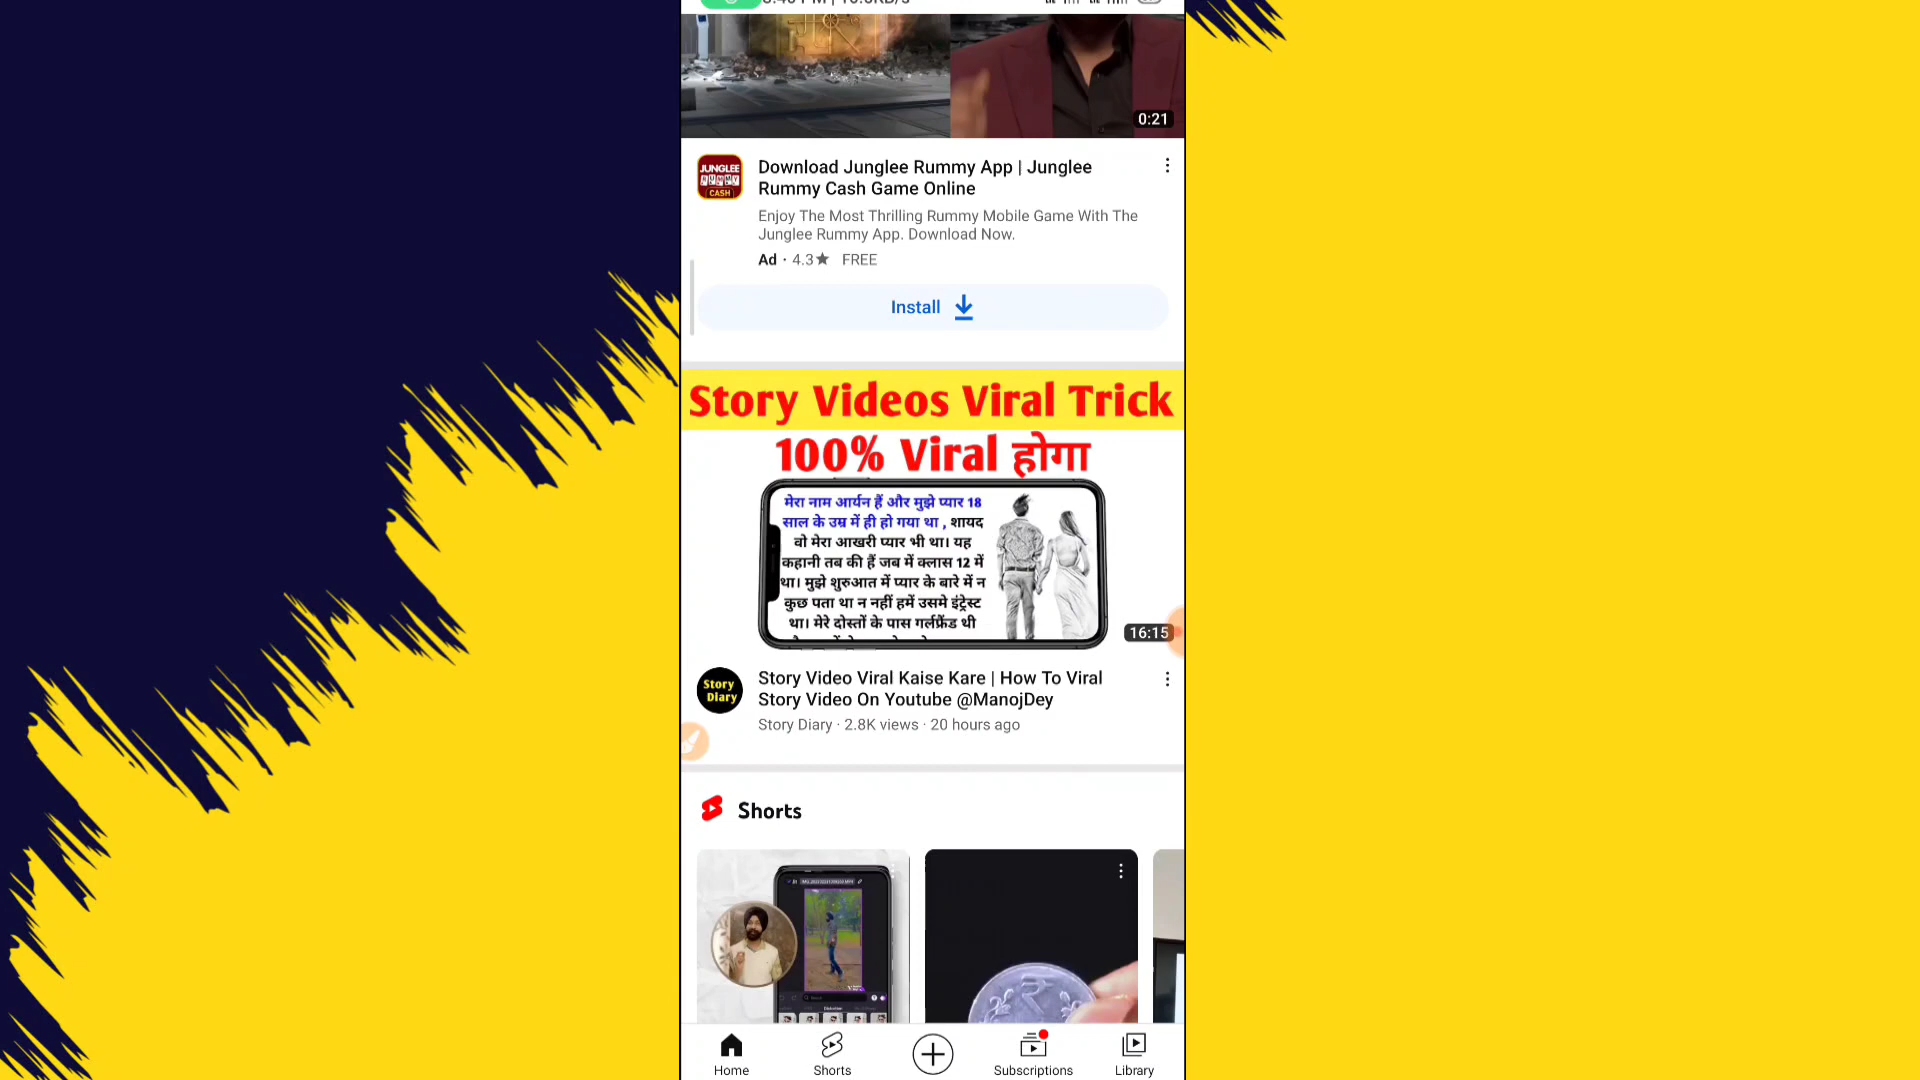 0:21
JUNGLEE
RUMMY
CASH
Download Junglee Rummy App | Junglee
Rummy Cash Game Online
Enjoy The Most Thrilling Rummy Mobile Game With The
Junglee Rummy App. Download Now.
Ad · 4.3★ FREE
Install
Story Videos Viral Trick
100% Viral होगा
मेरा नाम आर्यन हैं और मुझे प्यार 18
साल के उम्र में ही हो गया था , शायद
वो मेरा आखरी प्यार भी था। यह
कहानी तब की हैं जब में क्लास 12 में
था। मुझे शुरुआत में प्यार के बारे में न
कुछ पता था न नहीं हमें उसमे इंट्रेस्ट
था। मेरे दोस्तों के पास गर्लफ्रैंड थी
16:15
Story
Diary
Story Video Viral Kaise Kare | How To Viral
Story Video On Youtube @ManojDey
Story Diary · 2.8K views · 20 hours ago
Shorts
Home
Shorts
Subscriptions
Library